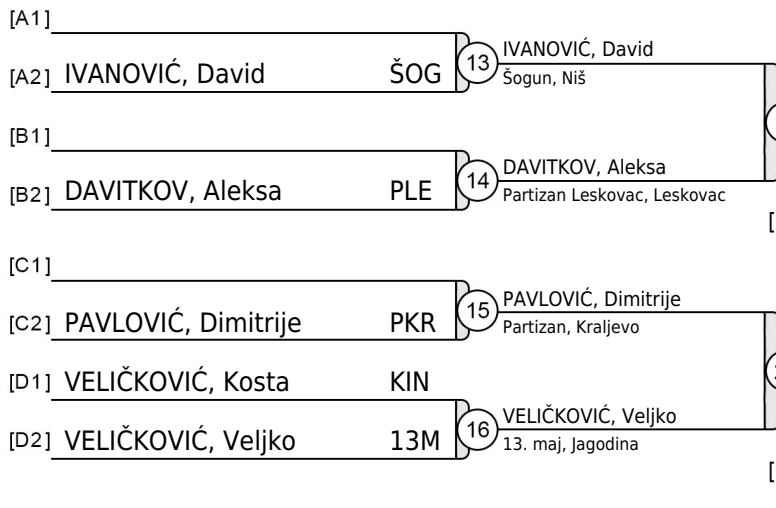 [A1]
[A2] IVANOVIĆ, David ŠOG
13 IVANOVIĆ, David
Šogun, Niš
[B1]
[B2] DAVITKOV, Aleksa PLE
14 DAVITKOV, Aleksa
Partizan Leskovac, Leskovac
[
[C1]
[C2] PAVLOVIĆ, Dimitrije PKR
15 PAVLOVIĆ, Dimitrije
Partizan, Kraljevo
[D1] VELIČKOVIĆ, Kosta KIN
[D2] VELIČKOVIĆ, Veljko 13M
16 VELIČKOVIĆ, Veljko
13. maj, Jagodina
[